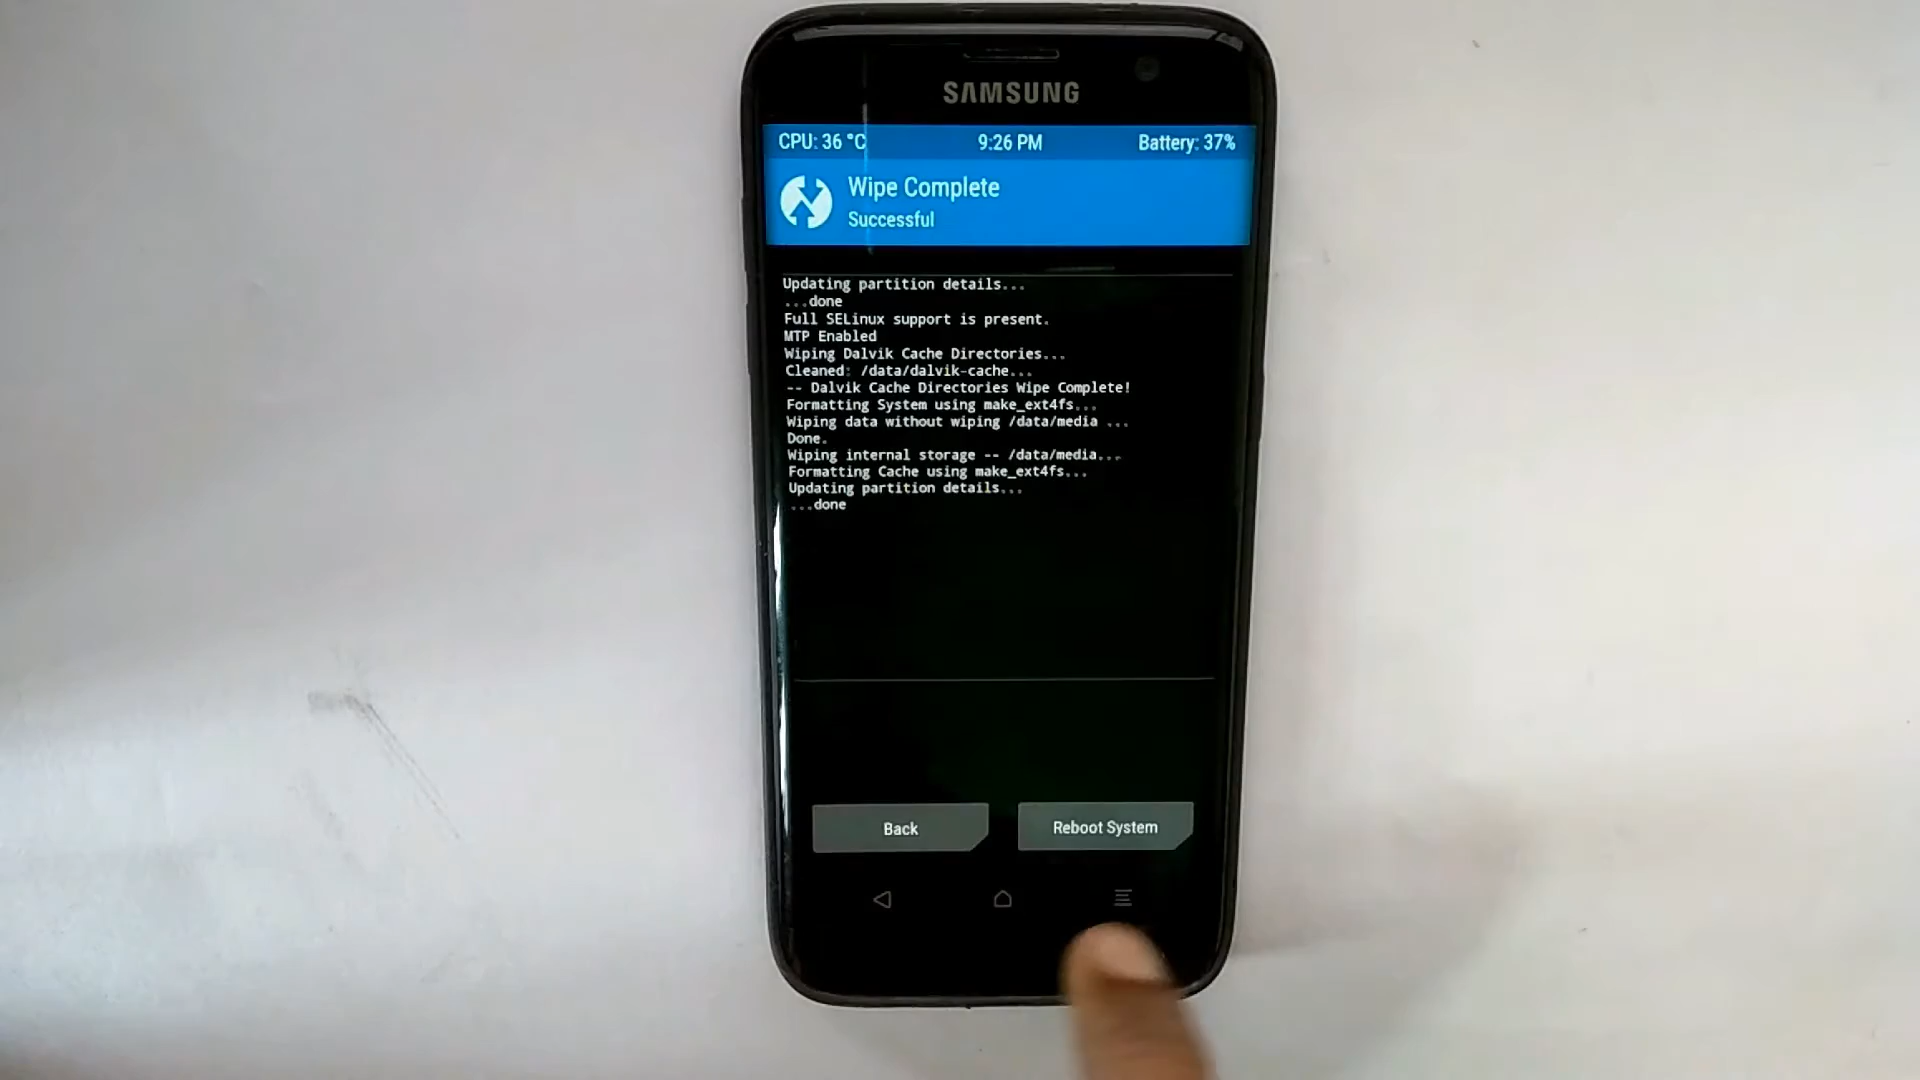 SAMSUNG
CPU: 36 °C 9:26 PM Battery: 37%
Wipe Complete
Successful
Updating partition details...
...done
Full SELinux support is present.
MTP Enabled
Wiping Dalvik Cache Directories...
Cleaned: /data/dalvik-cache...
-- Dalvik Cache Directories Wipe Complete!
Formatting System using make_ext4fs...
Wiping data without wiping /data/media ...
Done.
Wiping internal storage -- /data/media...
Formatting Cache using make_ext4fs...
Updating partition details...
...done
Back Reboot System